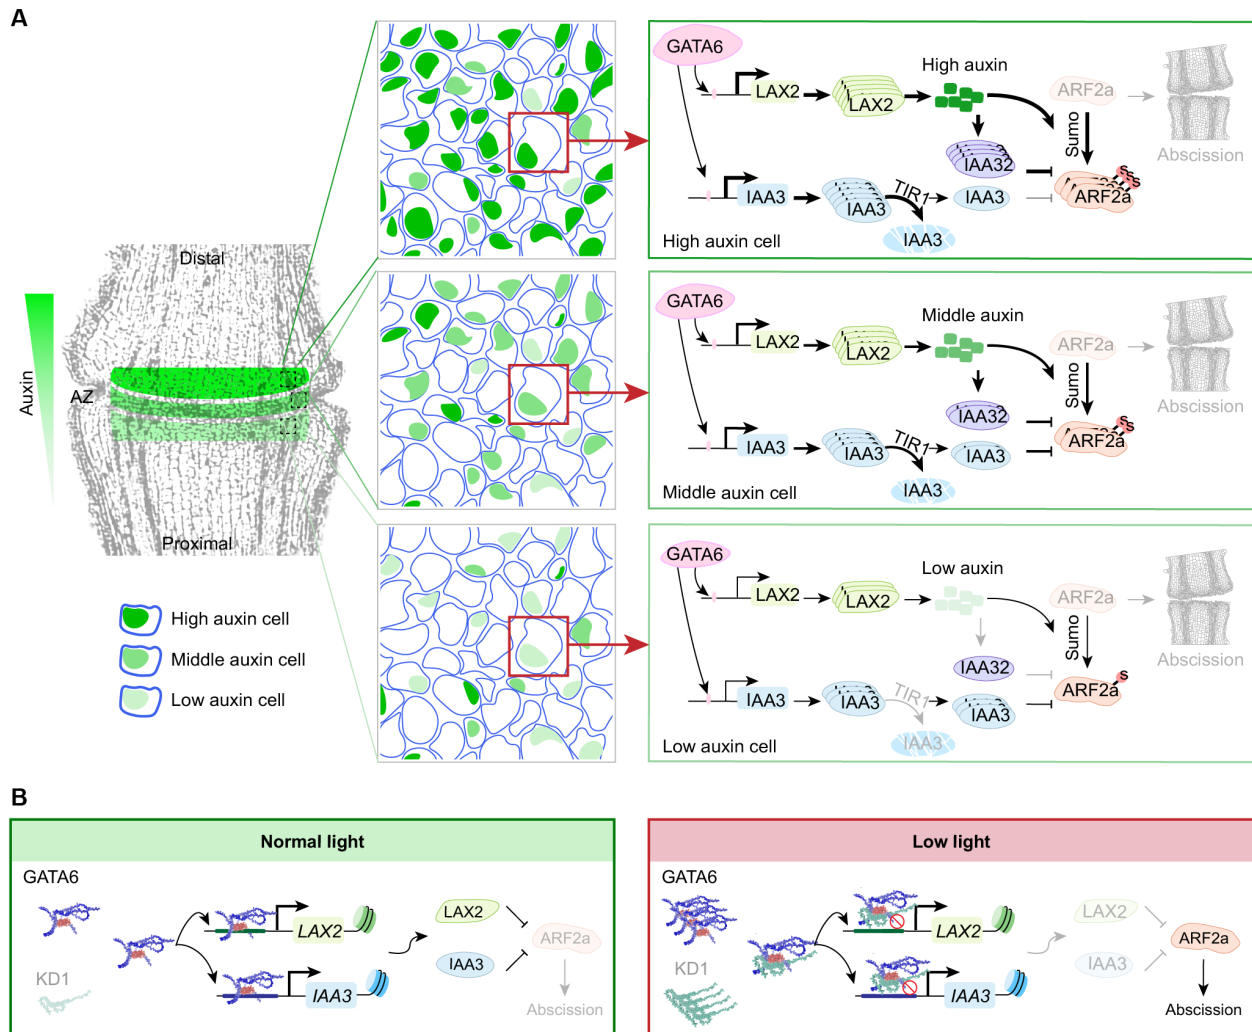 A
Distal
Auxin
AZ
Proximal
High auxin cell
Middle auxin cell
Low auxin cell
GATA6
LAX2
LAX2
High auxin
ARF2a
Abscission
Sumo
IAA32
IAA3
IAA3
TIR1
IAA3
IAA3
ARF2a
S
S
S
S
High auxin cell
GATA6
LAX2
LAX2
Middle auxin
ARF2a
Abscission
Sumo
IAA32
IAA3
IAA3
TIR1
IAA3
IAA3
ARF2a
S
S
Middle auxin cell
GATA6
LAX2
LAX2
Low auxin
ARF2a
Abscission
Sumo
IAA32
IAA3
IAA3
TIR1
IAA3
IAA3
ARF2a
S
Low auxin cell
B
Normal light
GATA6
KD1
LAX2
IAA3
LAX2
IAA3
ARF2a
Abscission
Low light
GATA6
KD1
LAX2
IAA3
LAX2
IAA3
ARF2a
Abscission